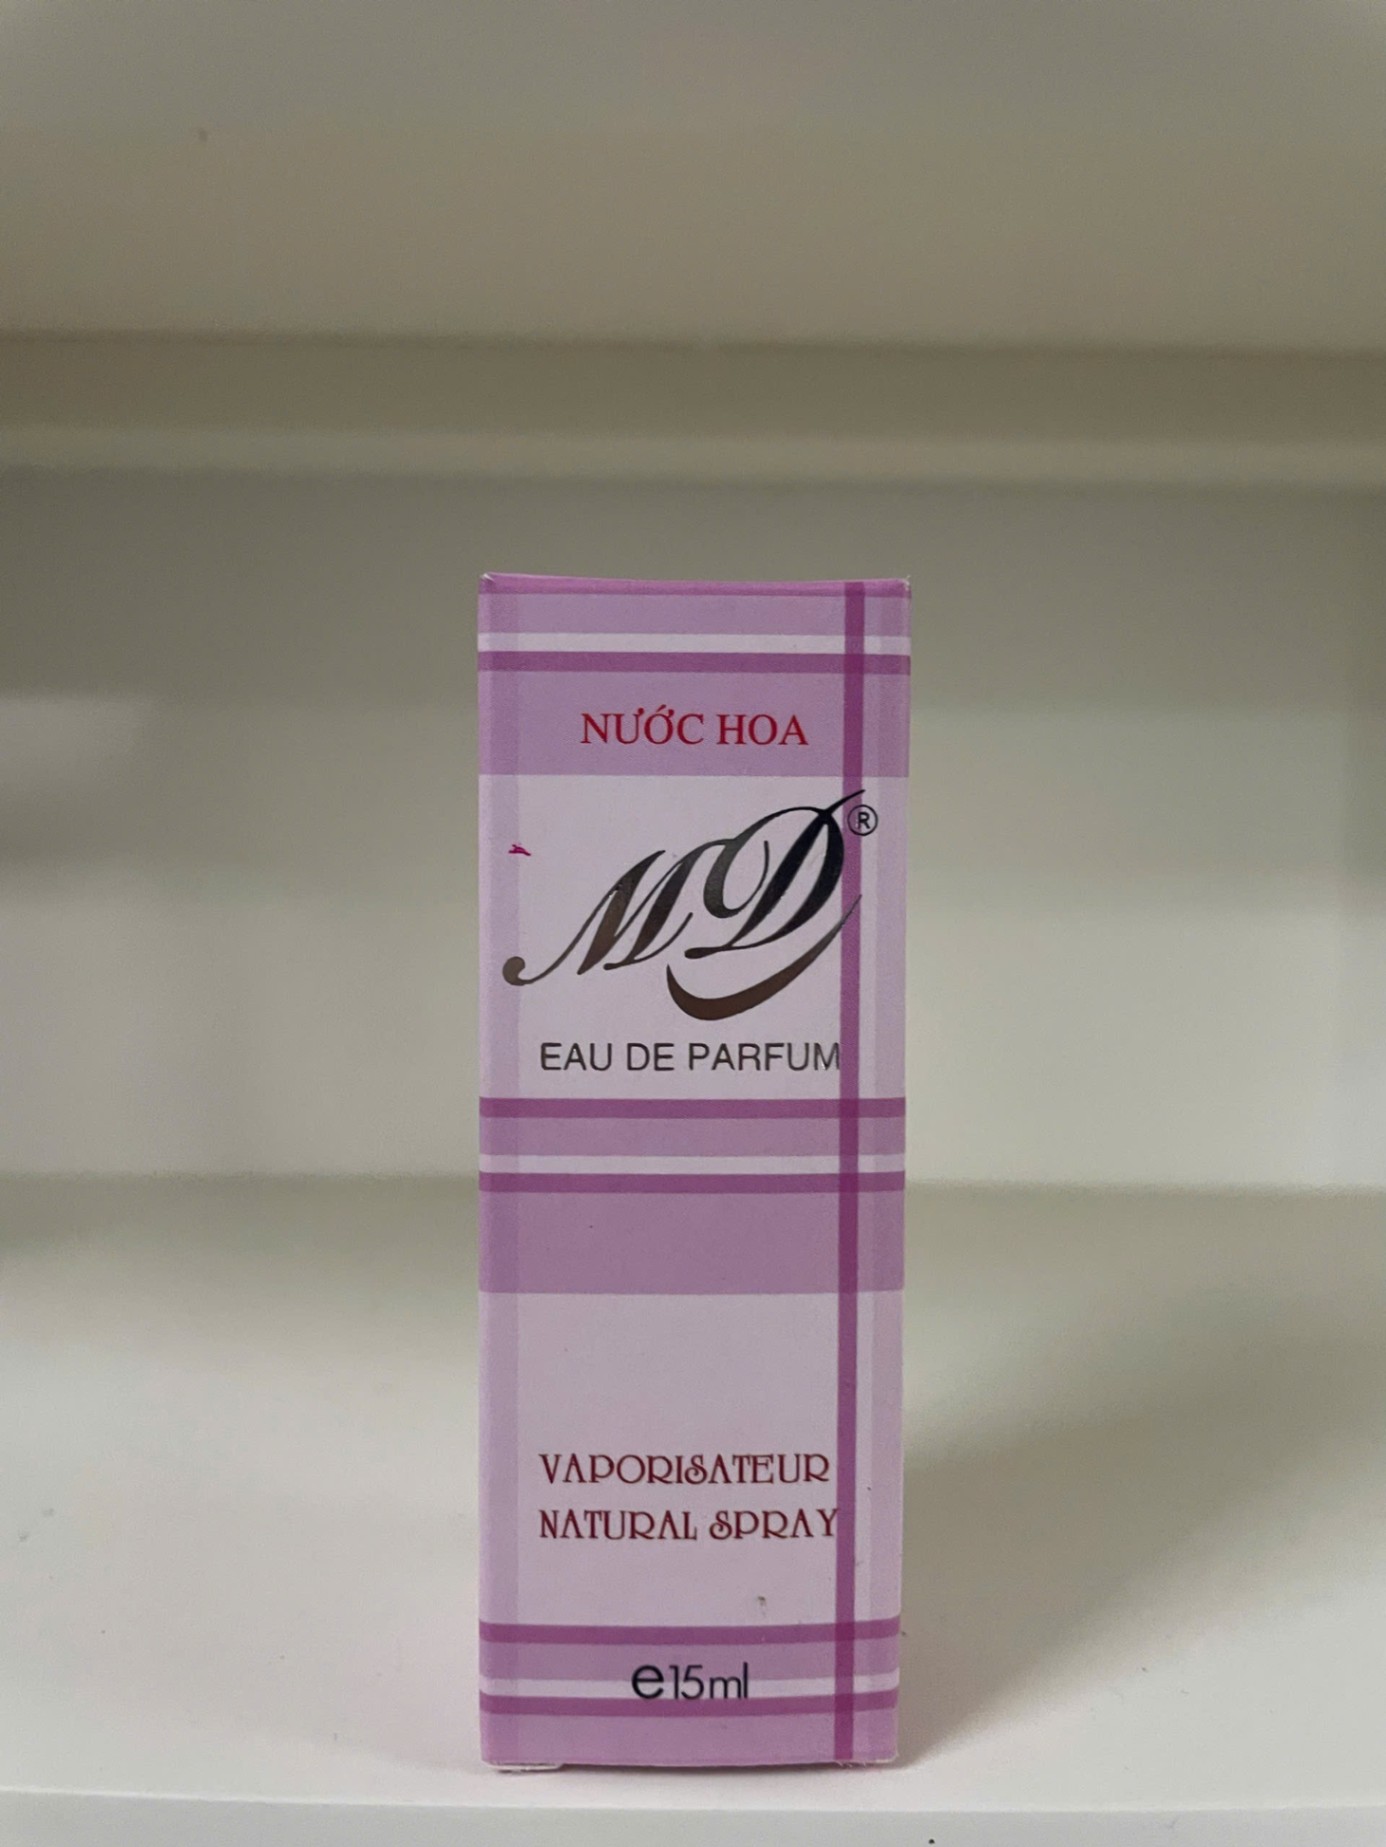 NƯỚC HOA
MD®
EAU DE PARFUM
VAPORISATEUR
NATURAL SPRAY
e15ml